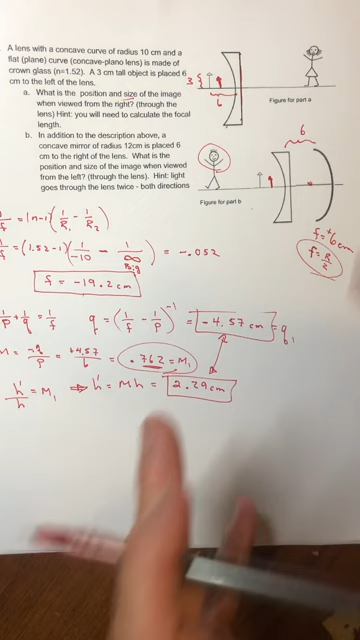 A lens with a concave curve of radius 10 cm and a
flat (plane) curve (concave-plano lens) is made of
crown glass (n=1.52). A 3 cm tall object is placed 6
cm to the left of the lens.
a. What is the position and size of the image
when viewed from the right? (through the
lens) Hint: you will need to calculate the focal
length.
b. In addition to the description above, a
concave mirror of radius 12cm is placed 6
cm to the right of the lens. What is the
position and size of the image when viewed
from the left? (through the lens). Hint: light
goes through the lens twice - both directions
3
6
Figure for part a
6
Figure for part b
f = +6cm
f = R/2
1/f = (n-1)(1/R₁ - 1/R₂)
1/f = (1.52-1)(1/-10 - 1/∞) = -.052
Big
f = -19.2cm
1/p + 1/q = 1/f q = (1/f - 1/p)⁻¹ = -4.57 cm = q₁
M = -q/p = +4.57/6 = .762 = M₁
h'/h = M₁ ⇒ h' = Mh = 2.29cm